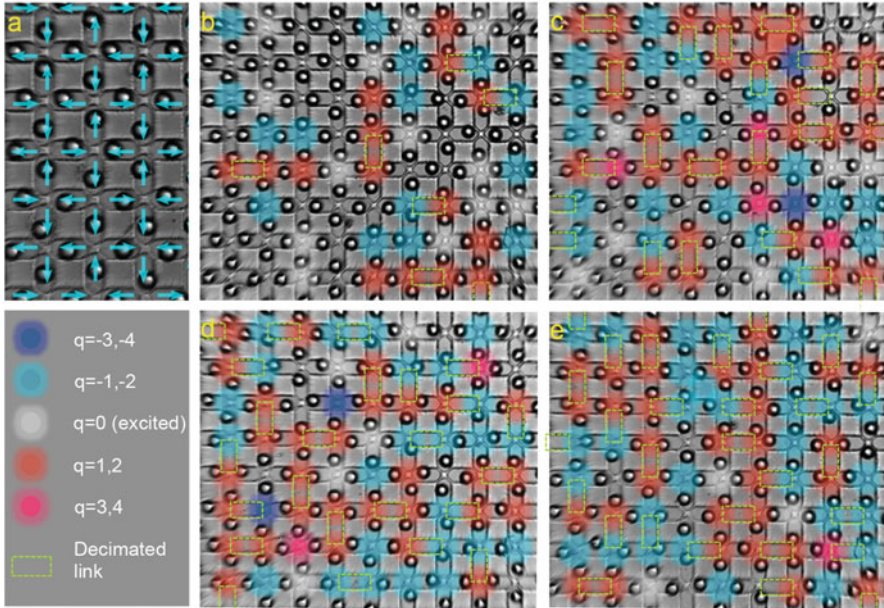 a
b
c
q=-3,-4
q=-1,-2
q=0 (excited)
q=1,2
q=3,4
Decimated
link
d
e